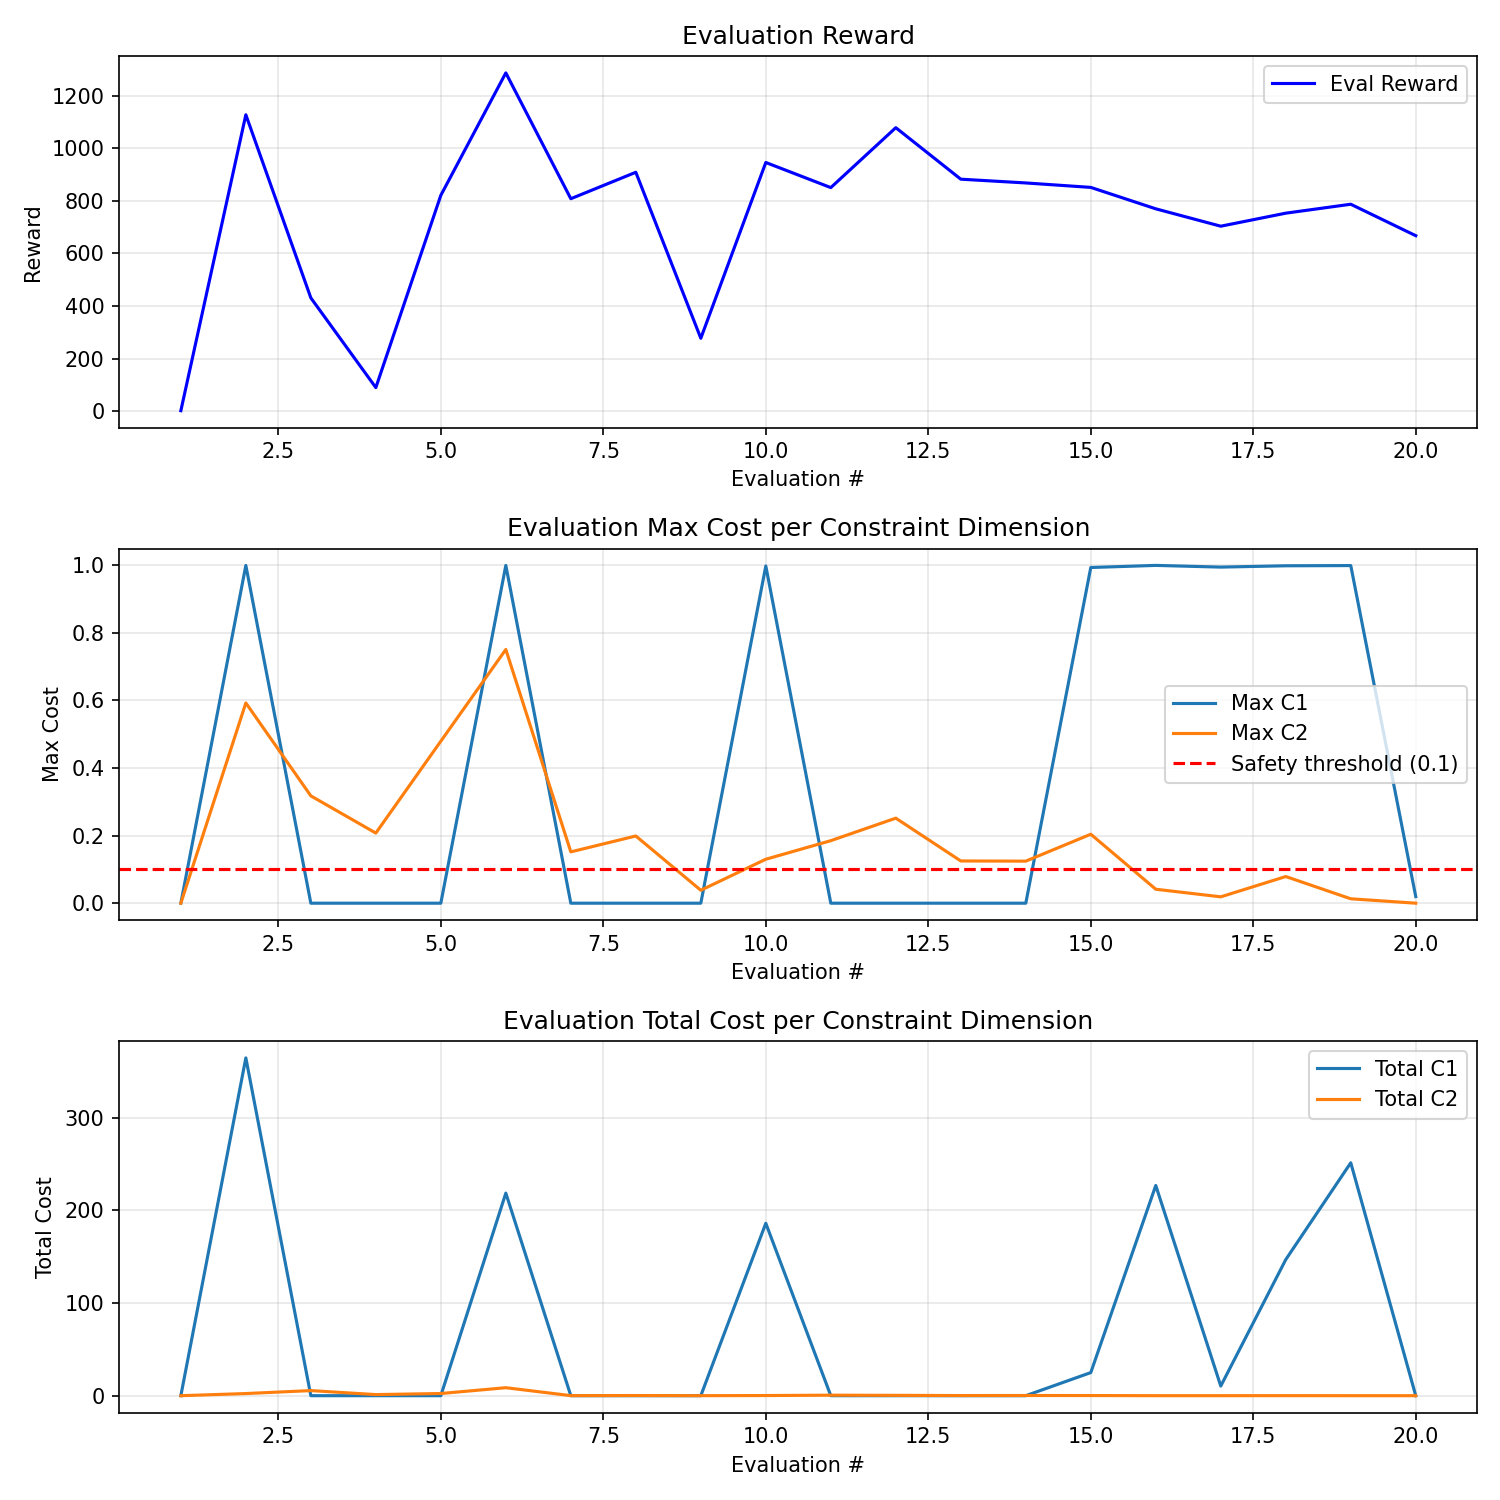 Evaluation Reward
Eval Reward
1200
1000
800
600
400
200
0
Reward
2.5 5.0 7.5 10.0 12.5 15.0 17.5 20.0
Evaluation #
Evaluation Max Cost per Constraint Dimension
1.0
0.8
0.6
0.4
0.2
0.0
Max Cost
Max C1
Max C2
Safety threshold (0.1)
2.5 5.0 7.5 10.0 12.5 15.0 17.5 20.0
Evaluation #
Evaluation Total Cost per Constraint Dimension
Total C1
Total C2
300
200
100
0
Total Cost
2.5 5.0 7.5 10.0 12.5 15.0 17.5 20.0
Evaluation #